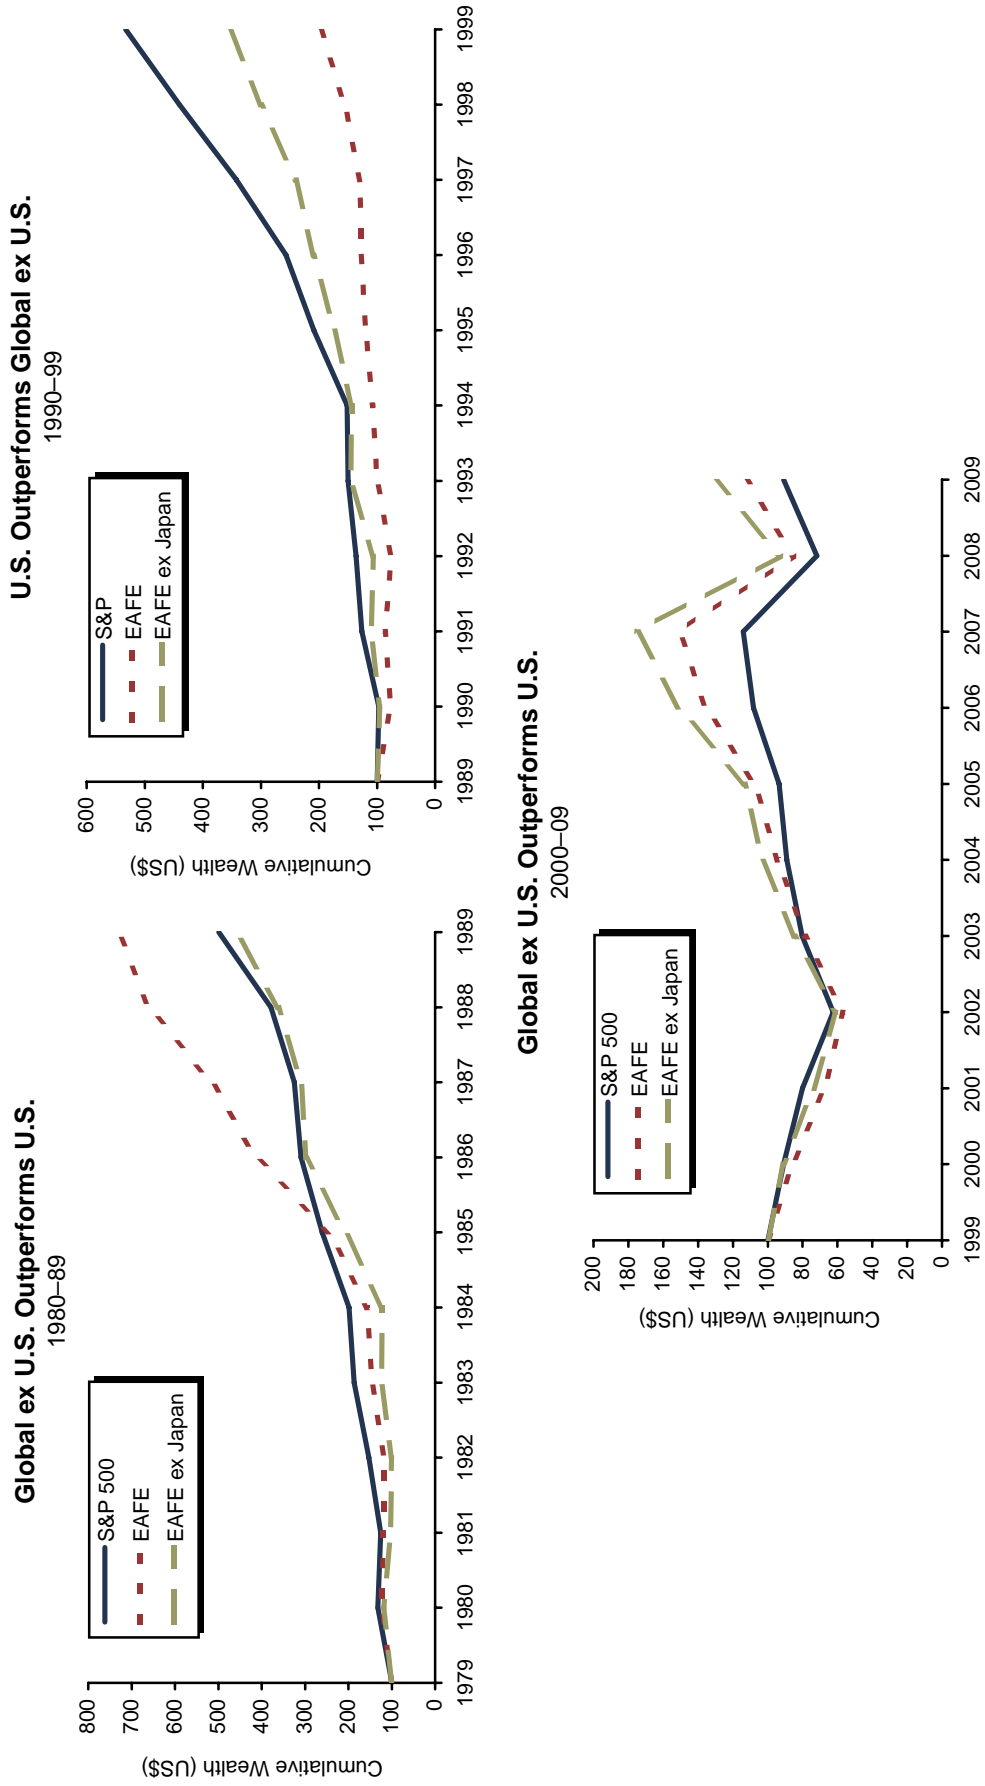 Global ex U.S. Outperforms U.S.
1980–89
S&P 500
EAFE
EAFE ex Japan
Cumulative Wealth (US$)
800
700
600
500
400
300
200
100
0
1979 1980 1981 1982 1983 1984 1985 1986 1987 1988 1989
U.S. Outperforms Global ex U.S.
1990–99
S&P
EAFE
EAFE ex Japan
Cumulative Wealth (US$)
600
500
400
300
200
100
0
1989 1990 1991 1992 1993 1994 1995 1996 1997 1998 1999
Global ex U.S. Outperforms U.S.
2000–09
S&P 500
EAFE
EAFE ex Japan
Cumulative Wealth (US$)
200
180
160
140
120
100
80
60
40
20
0
1999 2000 2001 2002 2003 2004 2005 2006 2007 2008 2009